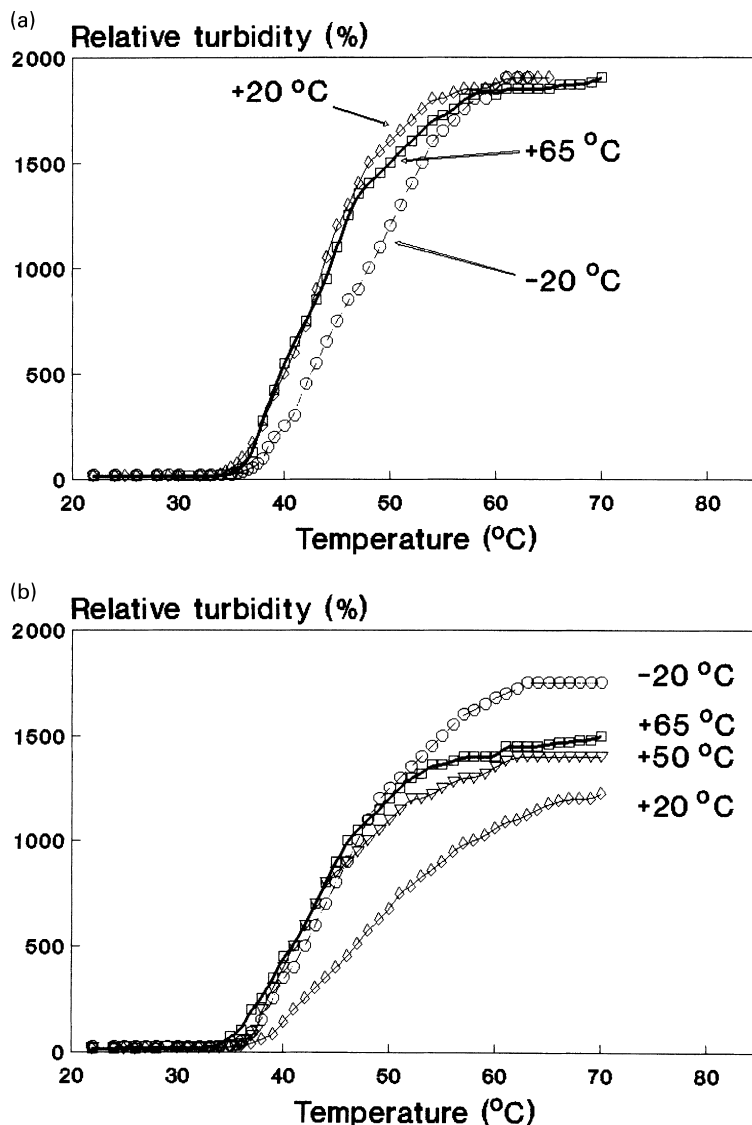 (a)
Relative turbidity (%)
2000
1500
1000
500
0
+20 °C
+65 °C
-20 °C
20 30 40 50 60 70 80
Temperature (°C)
(b)
Relative turbidity (%)
2000
1500
1000
500
0
-20 °C
+65 °C
+50 °C
+20 °C
20 30 40 50 60 70 80
Temperature (°C)